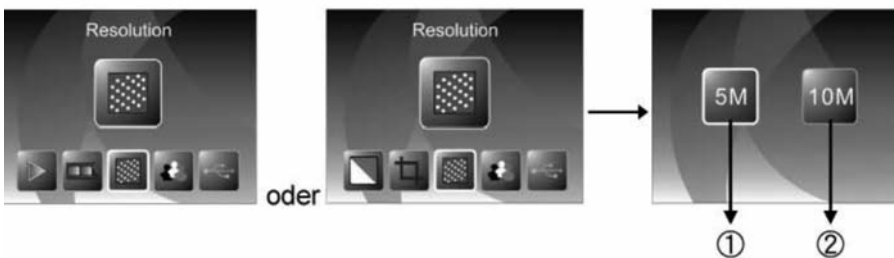 Resolution
oder
Resolution
5M
10M
①
②